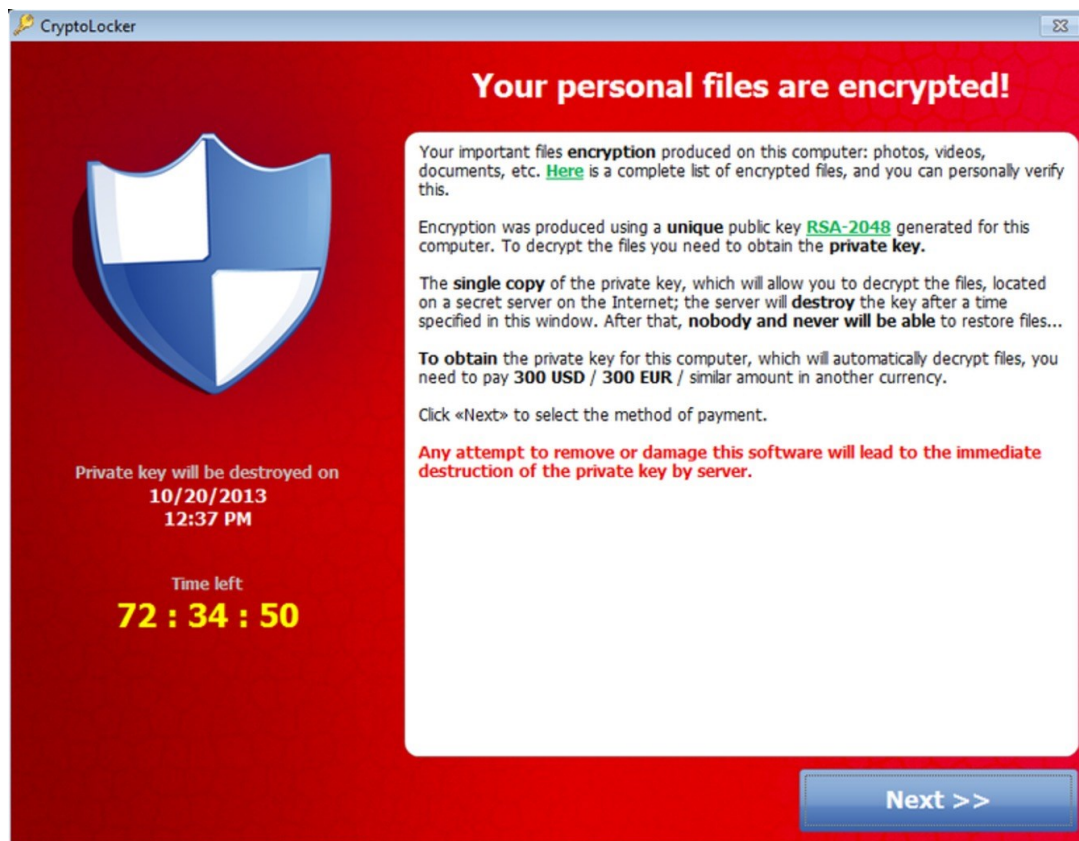 CryptoLocker
Your personal files are encrypted!
Your important files encryption produced on this computer: photos, videos,
documents, etc. Here is a complete list of encrypted files, and you can personally verify
this.
Encryption was produced using a unique public key RSA-2048 generated for this
computer. To decrypt the files you need to obtain the private key.
The single copy of the private key, which will allow you to decrypt the files, located
on a secret server on the Internet; the server will destroy the key after a time
specified in this window. After that, nobody and never will be able to restore files...
To obtain the private key for this computer, which will automatically decrypt files, you
need to pay 300 USD / 300 EUR / similar amount in another currency.
Click «Next» to select the method of payment.
Any attempt to remove or damage this software will lead to the immediate
destruction of the private key by server.
Private key will be destroyed on
10/20/2013
12:37 PM
Time left
72 : 34 : 50
Next >>